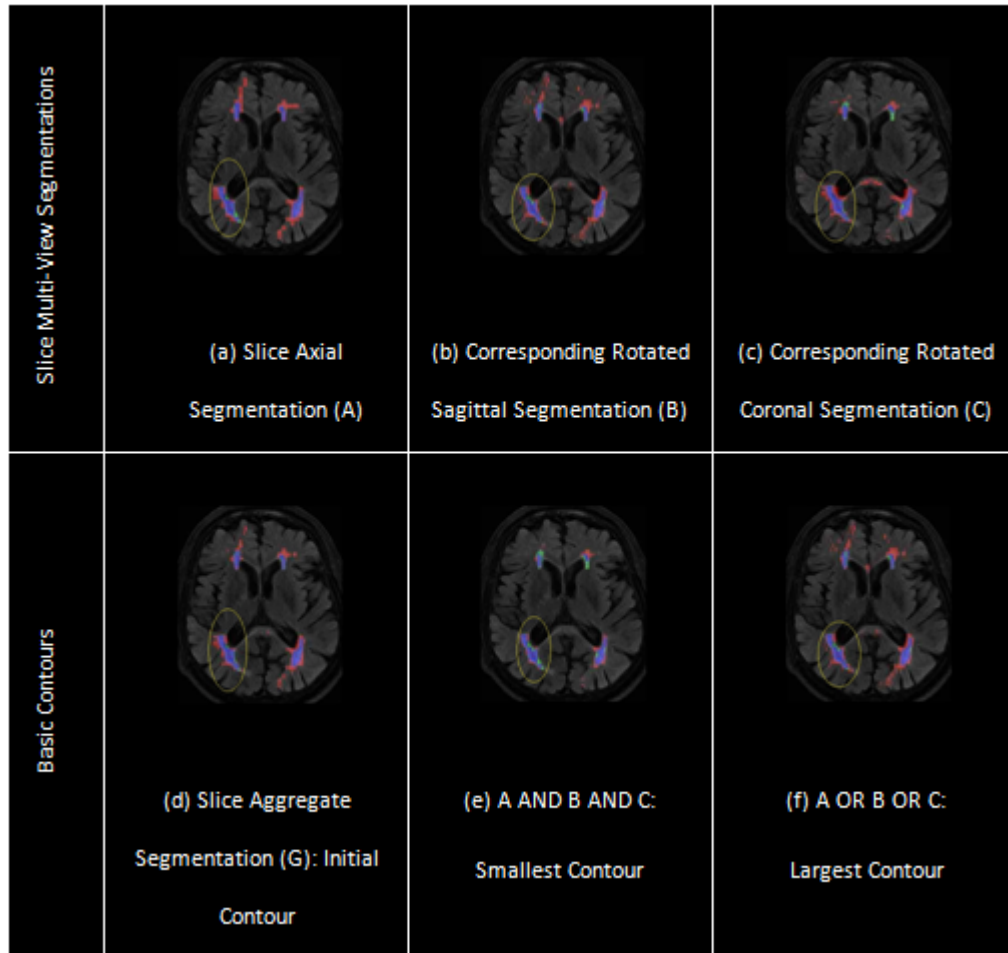 Slice Multi-View Segmentations
(a) Slice Axial
Segmentation (A)
(b) Corresponding Rotated
Sagittal Segmentation (B)
(c) Corresponding Rotated
Coronal Segmentation (C)
Basic Contours
(d) Slice Aggregate
Segmentation (G): Initial
Contour
(e) A AND B AND C:
Smallest Contour
(f) A OR B OR C:
Largest Contour